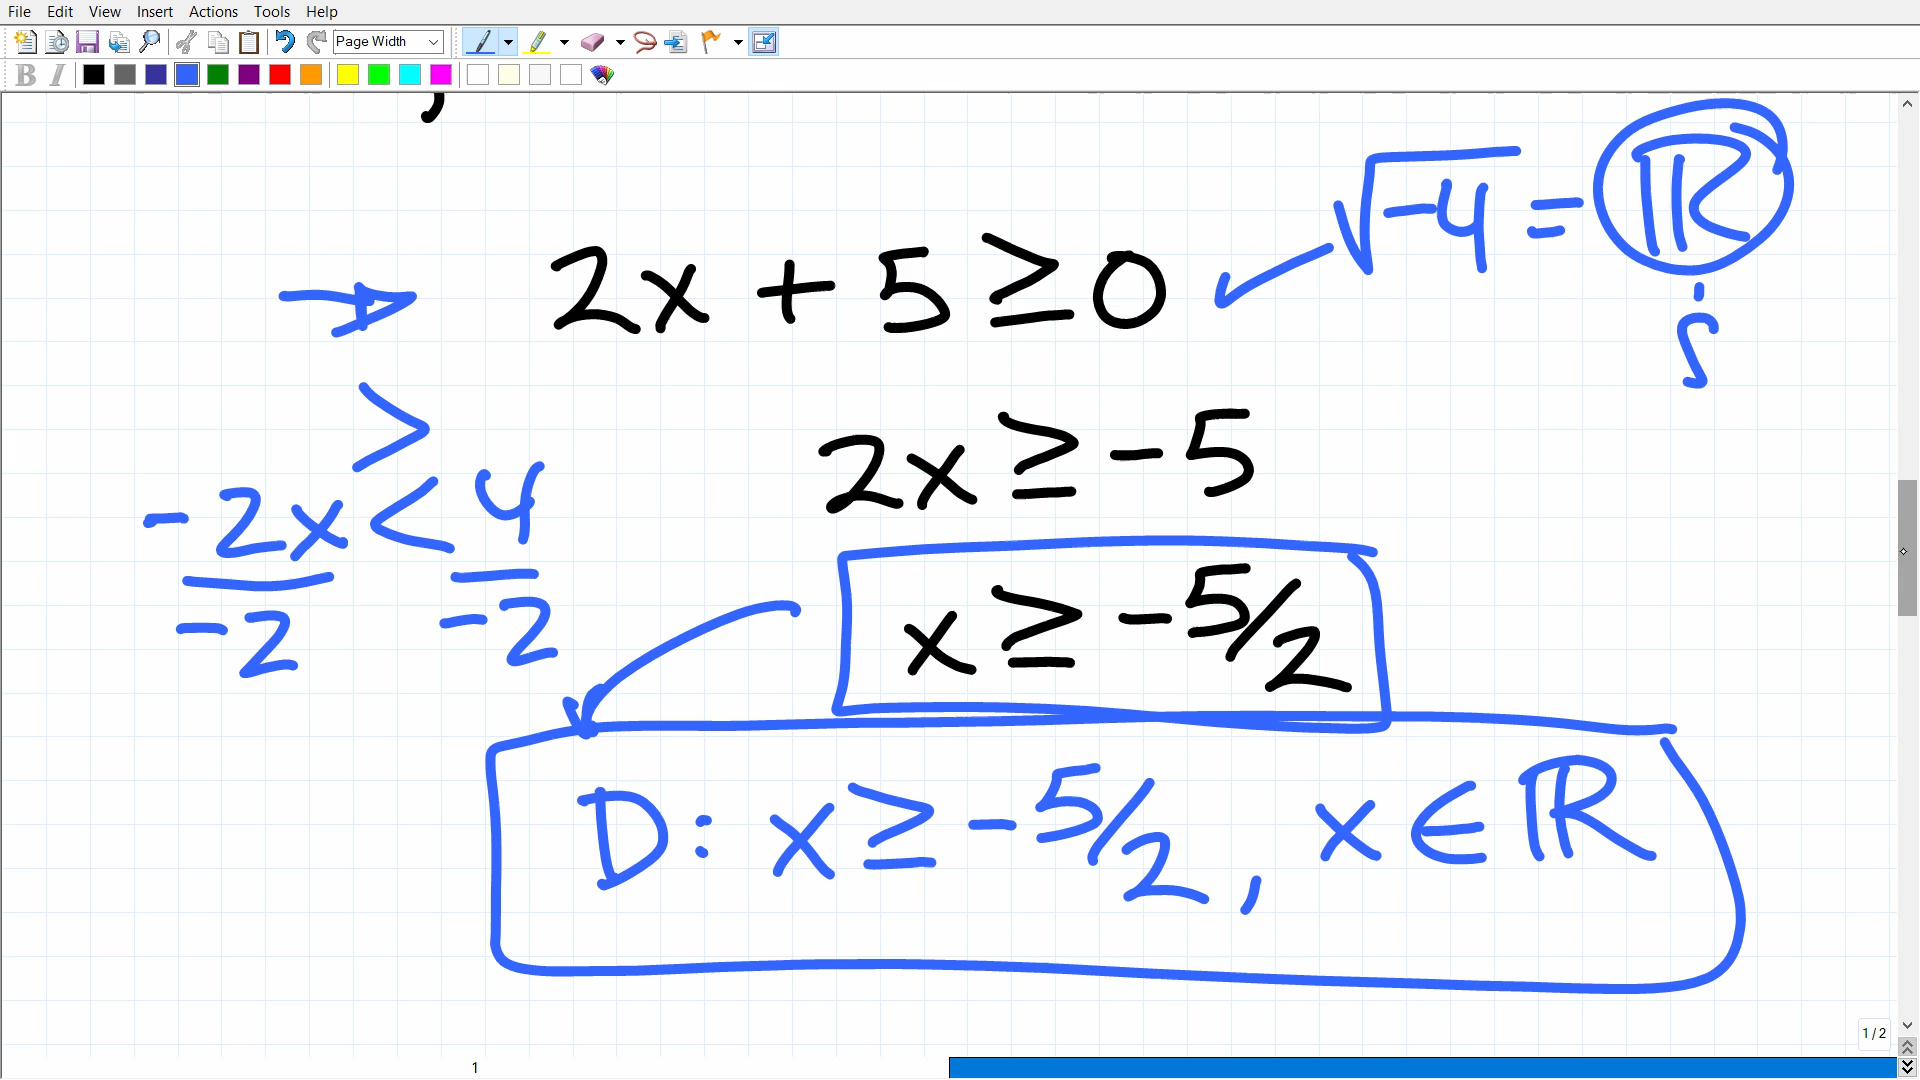 File Edit View Insert Actions Tools Help
Page Width
B I
,
√-4 = ℝ
2x + 5 ≥ 0
>
2x ≥ -5
-2x < 4
-2 -2
x ≥ -5/2
D: x ≥ -5/2, x ∈ ℝ
1 / 2
1